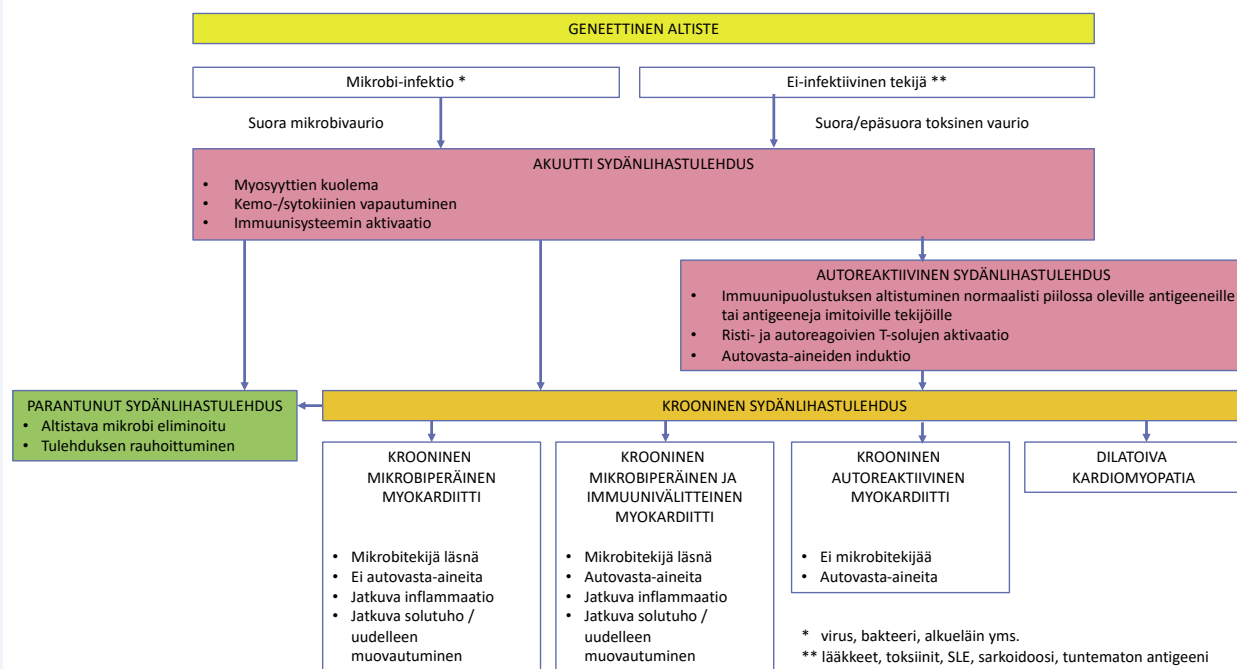 GENEETTINEN ALTISTE
Mikrobi-infektio *
Ei-infektiivinen tekijä **
Suora mikrobivaurio
Suora/epäsuora toksinen vaurio
AKUUTTI SYDÄNLIHASTULEHDUS
• Myosyyttien kuolema
• Kemo-/sytokiinien vapautuminen
• Immuunisysteemin aktivaatio
AUTOREAKTIIVINEN SYDÄNLIHASTULEHDUS
• Immuunipuolustuksen altistuminen normaalisti piilossa oleville antigeeneille
tai antigeeneja imitoiville tekijöille
• Risti- ja autoreagoivien T-solujen aktivaatio
• Autovasta-aineiden induktio
PARANTUNUT SYDÄNLIHASTULEHDUS
• Altistava mikrobi eliminoitu
• Tulehduksen rauhoittuminen
KROONINEN SYDÄNLIHASTULEHDUS
KROONINEN
MIKROBIPERÄINEN
MYOKARDIITTI
• Mikrobitekijä läsnä
• Ei autovasta-aineita
• Jatkuva inflammaatio
• Jatkuva solutuho /
uudelleen
muovautuminen
KROONINEN
MIKROBIPERÄINEN JA
IMMUUNIVÄLITTEINEN
MYOKARDIITTI
• Mikrobitekijä läsnä
• Autovasta-aineita
• Jatkuva inflammaatio
• Jatkuva solutuho /
uudelleen
muovautuminen
KROONINEN
AUTOREAKTIIVINEN
MYOKARDIITTI
• Ei mikrobitekijää
• Autovasta-aineita
DILATOIVA
KARDIOMYOPATIA
* virus, bakteeri, alkueläin yms.
** lääkkeet, toksiinit, SLE, sarkoidoosi, tuntematon antigeeni